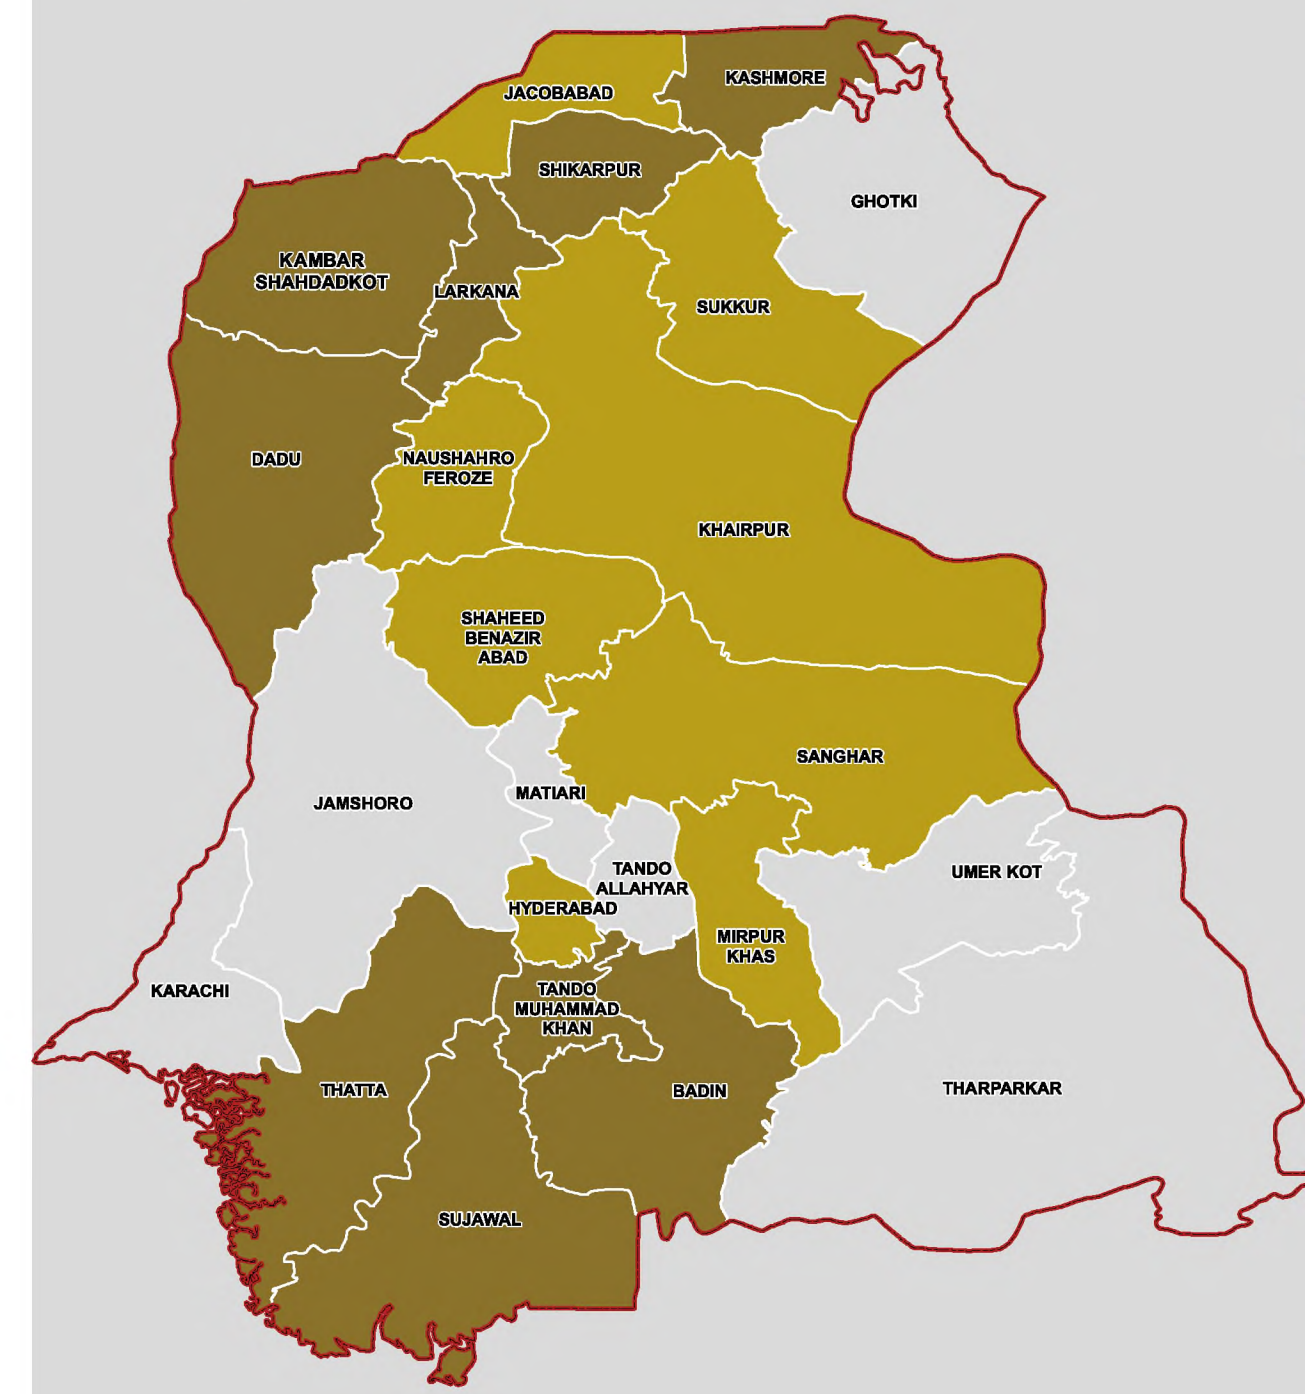 KASHMORE
JACOBABAD
SHIKARPUR
GHOTKI
KAMBAR
SHAHDADKOT
LARKANA
SUKKUR
DADU
NAUSHAHRO
FEROZE
KHAIRPUR
SHAHEED
BENAZIR
ABAD
SANGHAR
MATIARI
JAMSHORO
TANDO
ALLAHYAR
UMER KOT
HYDERABAD
MIRPUR
KHAS
KARACHI
TANDO
MUHAMMAD
KHAN
THATTA
BADIN
THARPARKAR
SUJAWAL